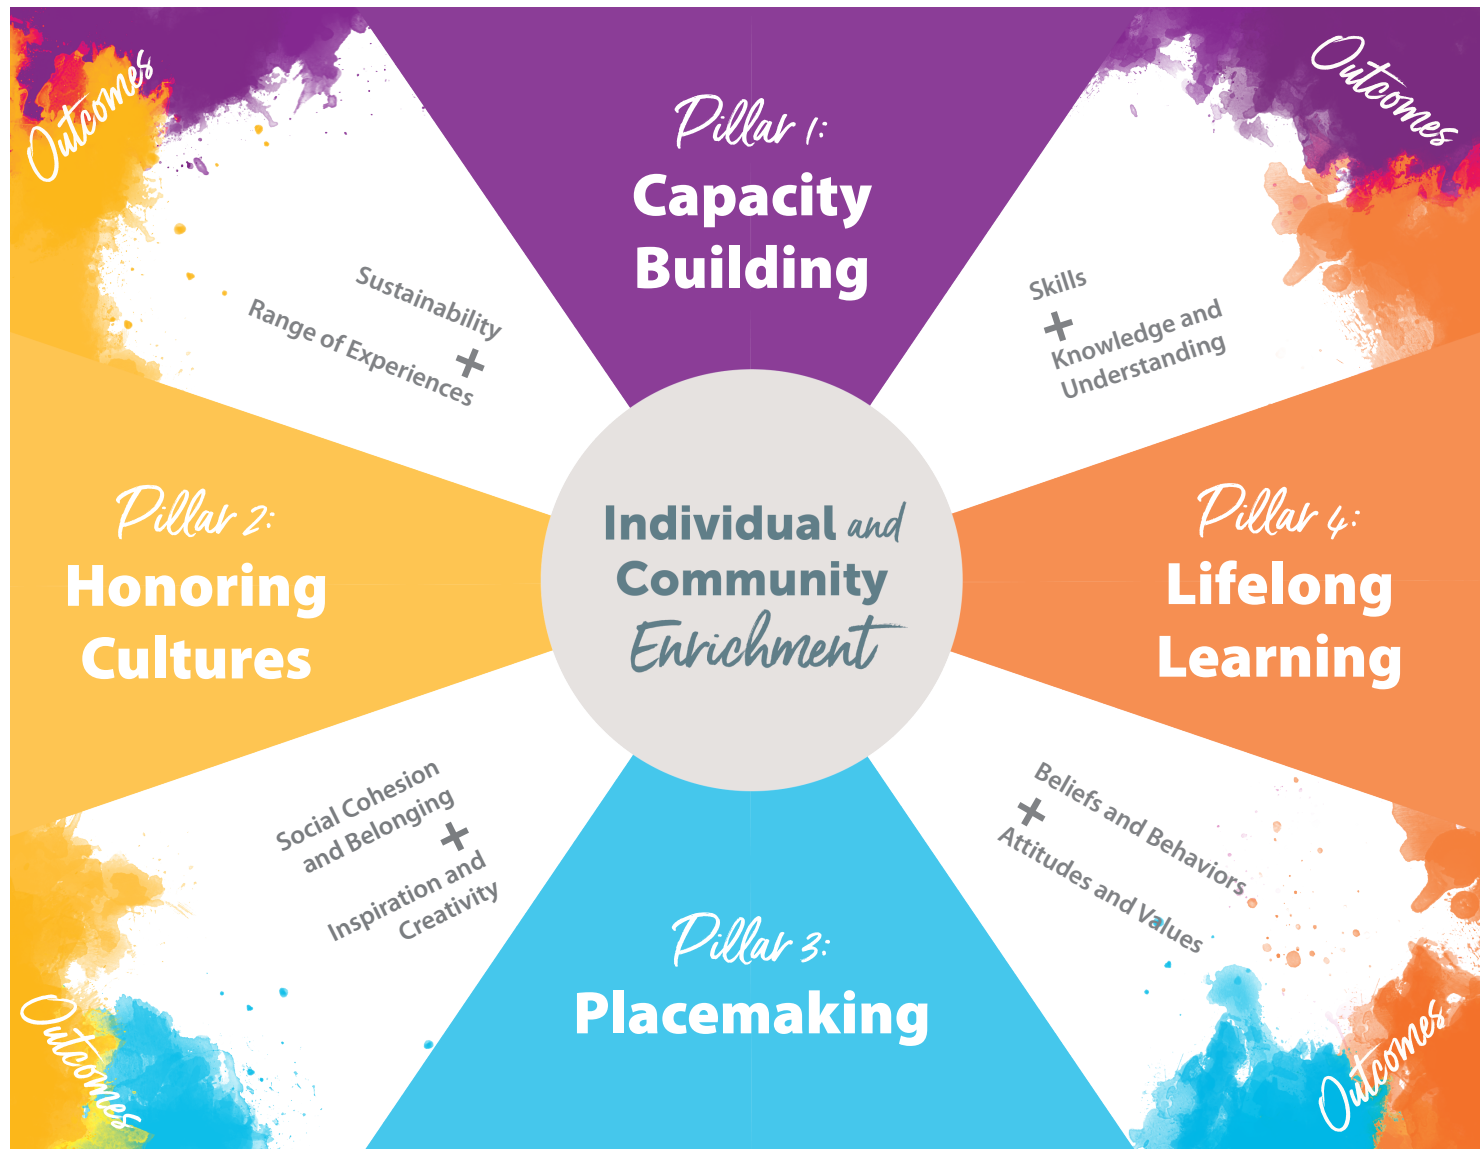 Outcomes
Outcomes
Pillar 1:
Capacity
Building
Sustainability
+
Range of Experiences
Skills
+
Knowledge and
Understanding
Pillar 2:
Honoring
Cultures
Individual and
Community
Enrichment
Pillar 4:
Lifelong
Learning
Social Cohesion
and Belonging
+
Inspiration and
Creativity
Beliefs and Behaviors
+
Attitudes and Values
Pillar 3:
Placemaking
Outcomes
Outcomes